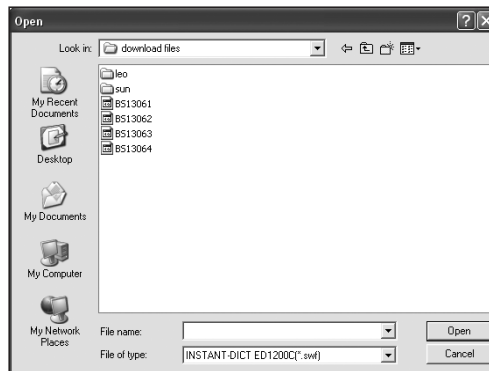 Open
Look in:
download files
leo
sun
BS13061
BS13062
BS13063
BS13064
My Recent
Documents
Desktop
My Documents
My Computer
My Network
Places
File name:
Open
File of type:
INSTANT-DICT ED1200C(*.swf)
Cancel